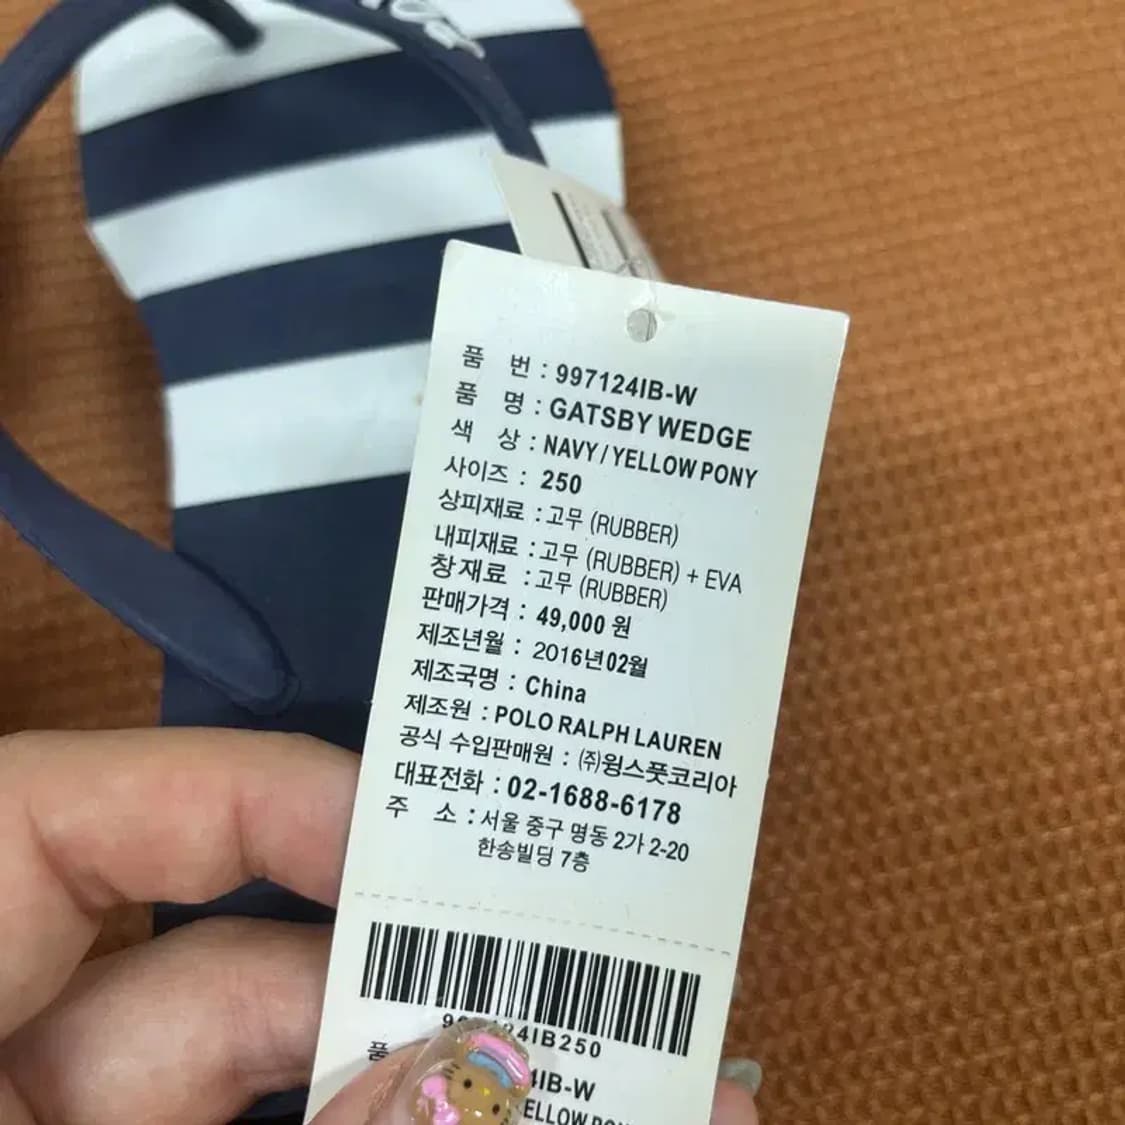 품 번 : 997124IB-W
품 명 : GATSBY WEDGE
색 상 : NAVY / YELLOW PONY
사이즈 : 250
상피재료 : 고무 (RUBBER)
내피재료 : 고무 (RUBBER) + EVA
창재료 : 고무 (RUBBER)
판매가격 : 49,000 원
제조년월 : 2016년02월
제조국명 : China
제조원 : POLO RALPH LAUREN
공식 수입판매원 : ㈜윙스풋코리아
대표전화 : 02-1688-6178
주 소 : 서울 중구 명동 2가 2-20
한송빌딩 7층
4IB250
품
4IB-W